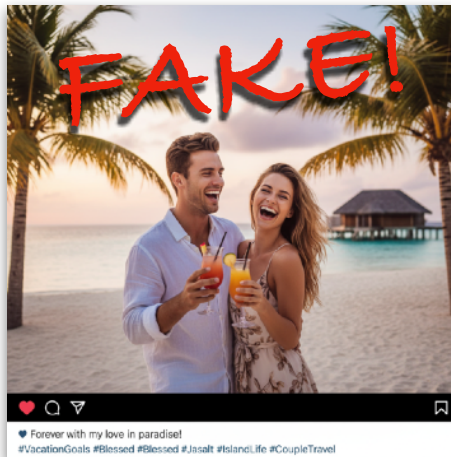 FAKE!
Forever with my love in paradise!
#VacationGoals #Blessed #Blessed #Jasalt #IslandLife #CoupleTravel